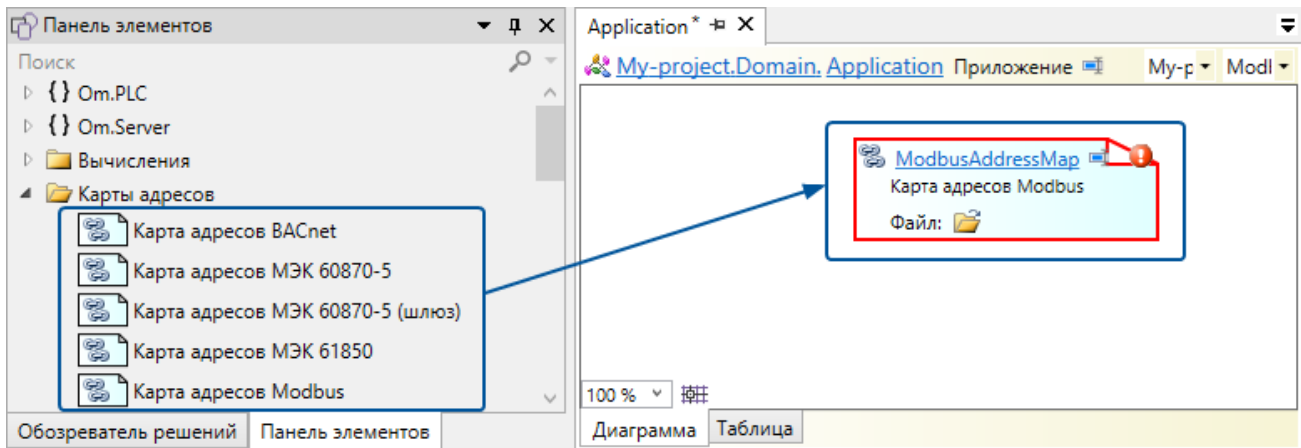 Панель элементов
Поиск
{ } Om.PLC
{ } Om.Server
Вычисления
Карты адресов
Карта адресов BACnet
Карта адресов МЭК 60870-5
Карта адресов МЭК 60870-5 (шлюз)
Карта адресов МЭК 61850
Карта адресов Modbus
Обозреватель решений Панель элементов
Application*
My-project.Domain. Application Приложение My-p Modl
ModbusAddressMap
Карта адресов Modbus
Файл:
100 %
Диаграмма Таблица